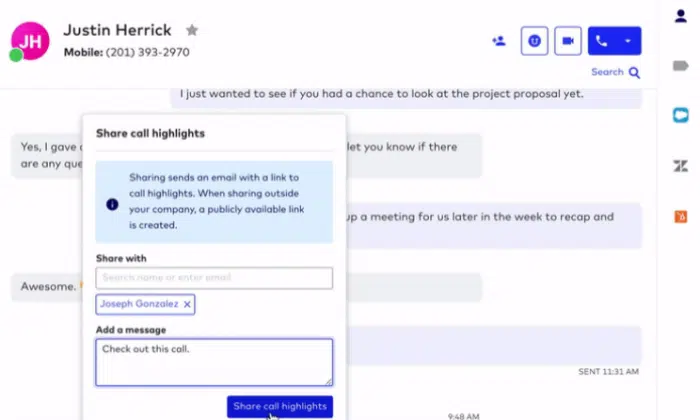 JH
Justin Herrick
Mobile: (201) 393-2970
Search
I just wanted to see if you had a chance to look at the project proposal yet.
Yes, I gave
let you know if there
are any que
up a meeting for us later in the week to recap and
Awesome.
Share call highlights
Sharing sends an email with a link to
call highlights. When sharing outside
your company, a publicly available link
is created.
Share with
Search name or enter email
Joseph Gonzalez ×
Add a message
Check out this call.
Share call highlights
SENT 11:31 AM
9:48 AM